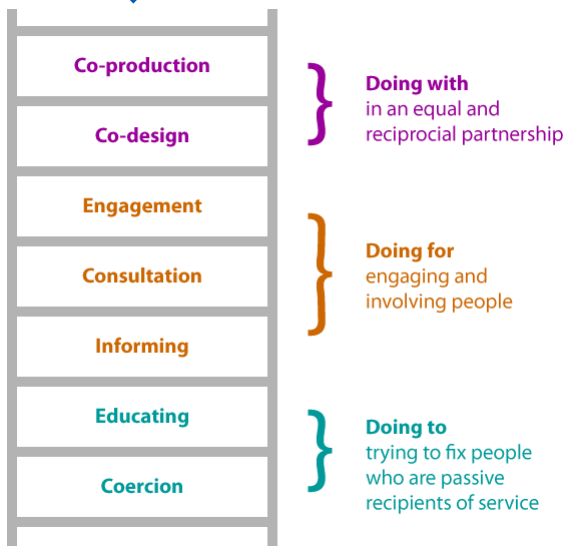 Co-production
Co-design
Engagement
Consultation
Informing
Educating
Coercion
Doing with
in an equal and
reciprocial partnership
Doing for
engaging and
involving people
Doing to
trying to fix people
who are passive
recipients of service